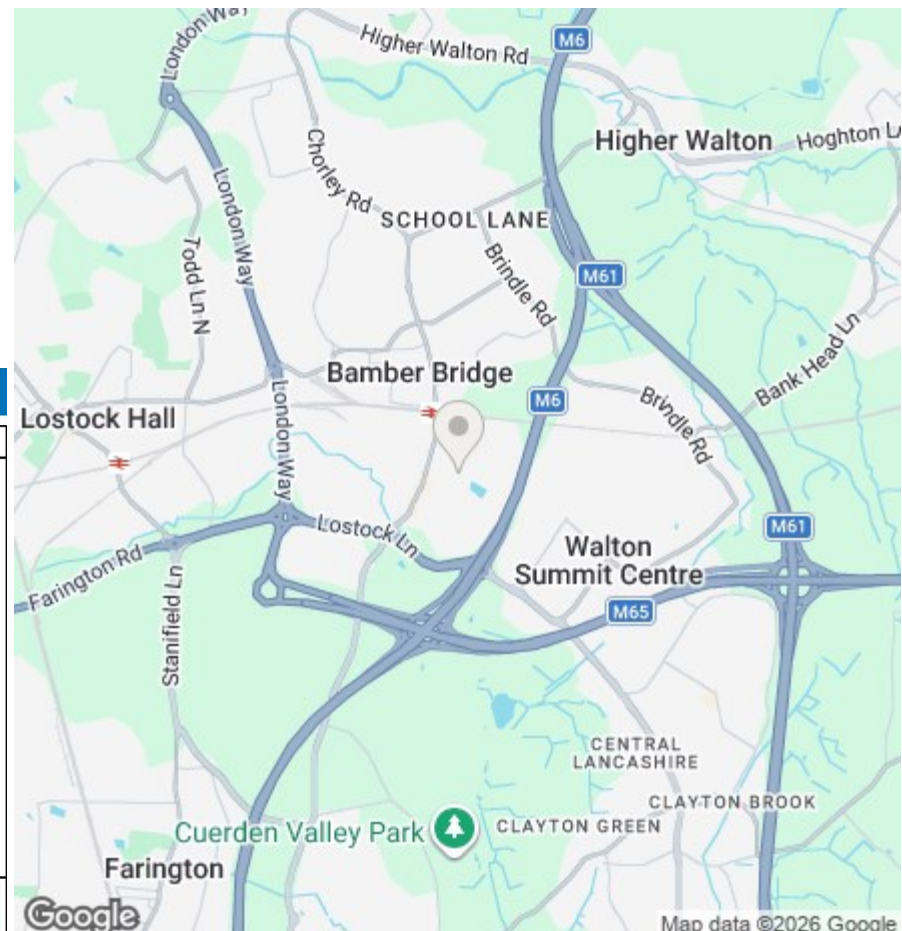 London Way
Higher Walton Rd
M6
Higher Walton
Hoghton L
Chorley Rd
SCHOOL LANE
London Way
Todd Ln N
Brindle Rd
M61
Bank Head Ln
Bamber Bridge
M6
Brindle Rd
Lostock Hall
London Way
Lostock Ln
M61
Walton
Summit Centre
Farington Rd
M65
Stanifield Ln
CENTRAL
LANCASHIRE
CLAYTON BROOK
Cuerden Valley Park
CLAYTON GREEN
Farington
Google
Map data ©2026 Google